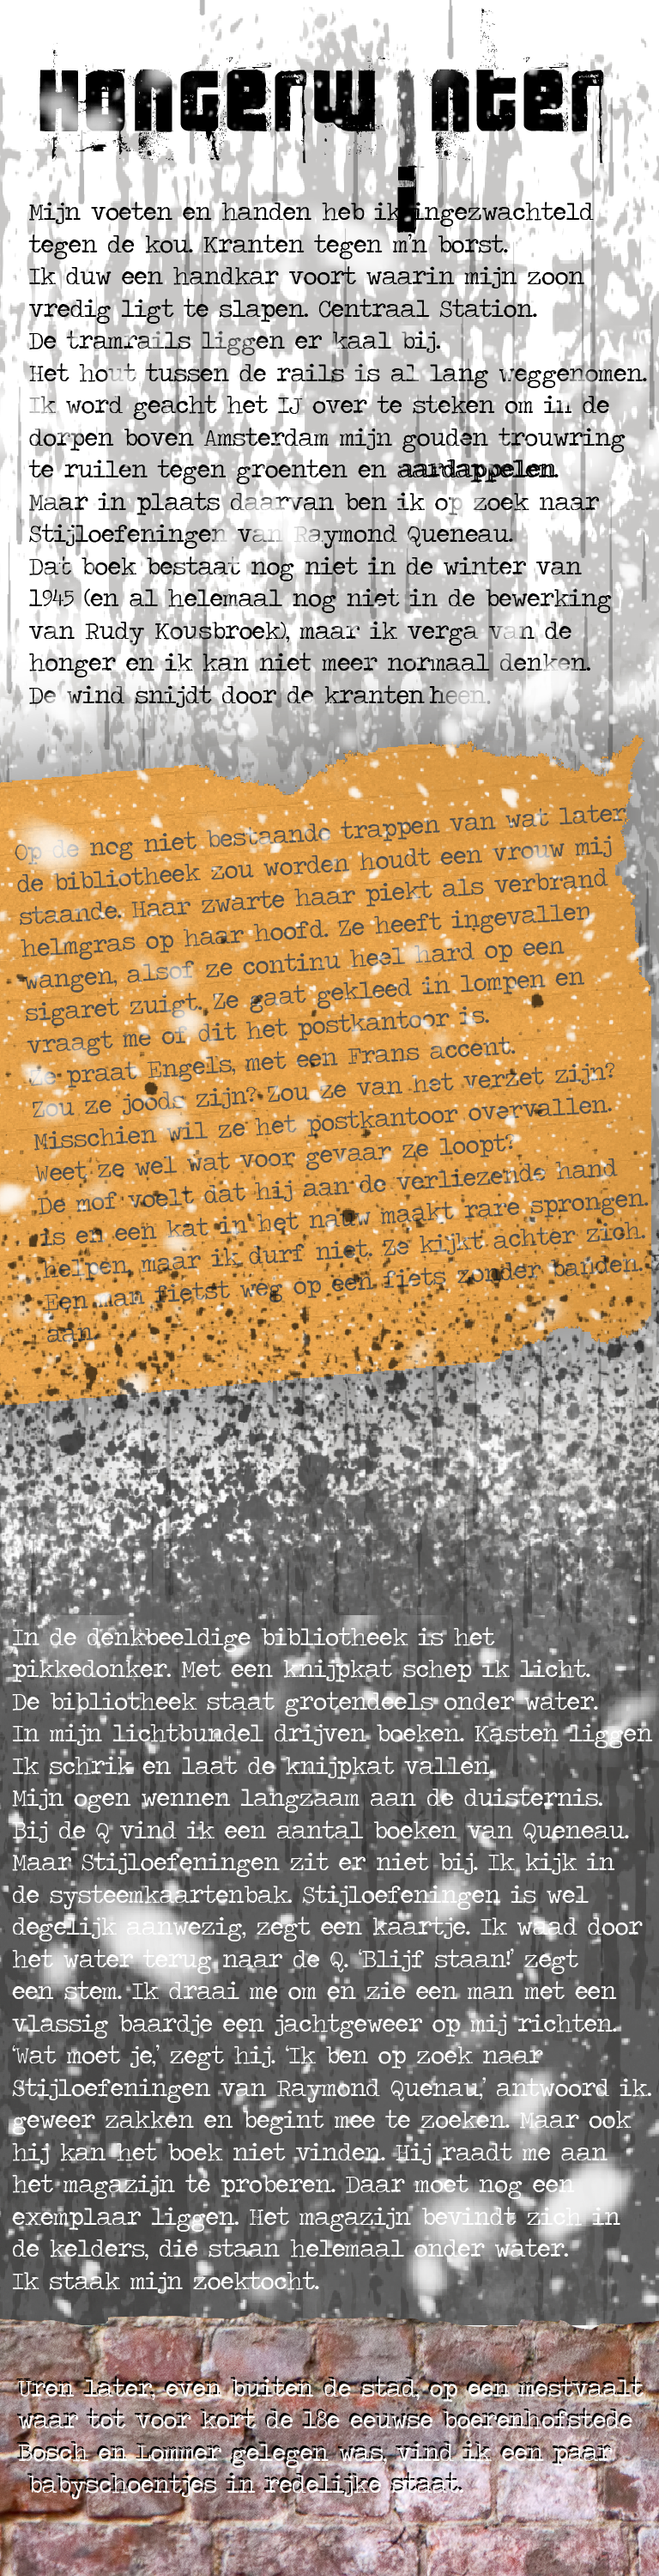 Hongerwinter
Mijn voeten en handen heb ik ingezwachteld
tegen de kou. Kranten tegen m'n borst.
Ik duw een handkar voort waarin mijn zoon
vredig ligt te slapen. Centraal Station.
De tramrails liggen er kaal bij.
Het hout tussen de rails is al lang weggenomen.
Ik word geacht het IJ over te steken om in de
dorpen boven Amsterdam mijn gouden trouwring
te ruilen tegen groenten en aardappelen.
Maar in plaats daarvan ben ik op zoek naar
Stijloefeningen van Raymond Queneau.
Dat boek bestaat nog niet in de winter van
1945 (en al helemaal nog niet in de bewerking
van Rudy Kousbroek), maar ik verga van de
honger en ik kan niet meer normaal denken.
De wind snijdt door de kranten heen.
Op de nog niet bestaande trappen van wat later
de bibliotheek zou worden houdt een vrouw mij
staande. Haar zwarte haar piekt als verbrand
helmgras op haar hoofd. Ze heeft ingevallen
wangen, alsof ze continu heel hard op een
sigaret zuigt. Ze gaat gekleed in lompen en
vraagt me of dit het postkantoor is.
Ze praat Engels, met een Frans accent.
Zou ze joods zijn? Zou ze van het verzet zijn?
Misschien wil ze het postkantoor overvallen.
Weet ze wel wat voor gevaar ze loopt?
De mof voelt dat hij aan de verliezende hand
is en een kat in het nauw maakt rare sprongen.
helpen, maar ik durf niet. Ze kijkt achter zich.
Een man fietst weg op een fiets zonder banden.
aan.
In de denkbeeldige bibliotheek is het
pikkedonker. Met een knijpkat schep ik licht.
De bibliotheek staat grotendeels onder water.
In mijn lichtbundel drijven boeken. Kasten liggen
Ik schrik en laat de knijpkat vallen.
Mijn ogen wennen langzaam aan de duisternis.
Bij de Q vind ik een aantal boeken van Queneau.
Maar Stijloefeningen zit er niet bij. Ik kijk in
de systeemkaartenbak. Stijloefeningen is wel
degelijk aanwezig, zegt een kaartje. Ik waad door
het water terug naar de Q. 'Blijf staan!' zegt
een stem. Ik draai me om en zie een man met een
vlassig baardje een jachtgeweer op mij richten.
'Wat moet je,' zegt hij. 'Ik ben op zoek naar
Stijloefeningen van Raymond Quenau,' antwoord ik.
geweer zakken en begint mee te zoeken. Maar ook
hij kan het boek niet vinden. Hij raadt me aan
het magazijn te proberen. Daar moet nog een
exemplaar liggen. Het magazijn bevindt zich in
de kelders, die staan helemaal onder water.
Ik staak mijn zoektocht.
Uren later, even buiten de stad, op een mestvaalt
waar tot voor kort de 18e eeuwse boerenhofstede
Bosch en Lommer gelegen was, vind ik een paar
babyschoentjes in redelijke staat.